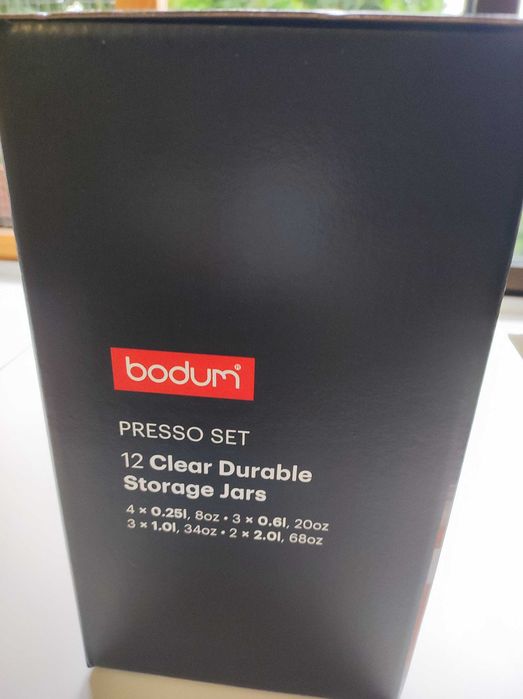 bodum®
PRESSO SET
12 Clear Durable
Storage Jars
4 × 0.25l, 8oz • 3 × 0.6l, 20oz
3 × 1.0l, 34oz • 2 × 2.0l, 68oz